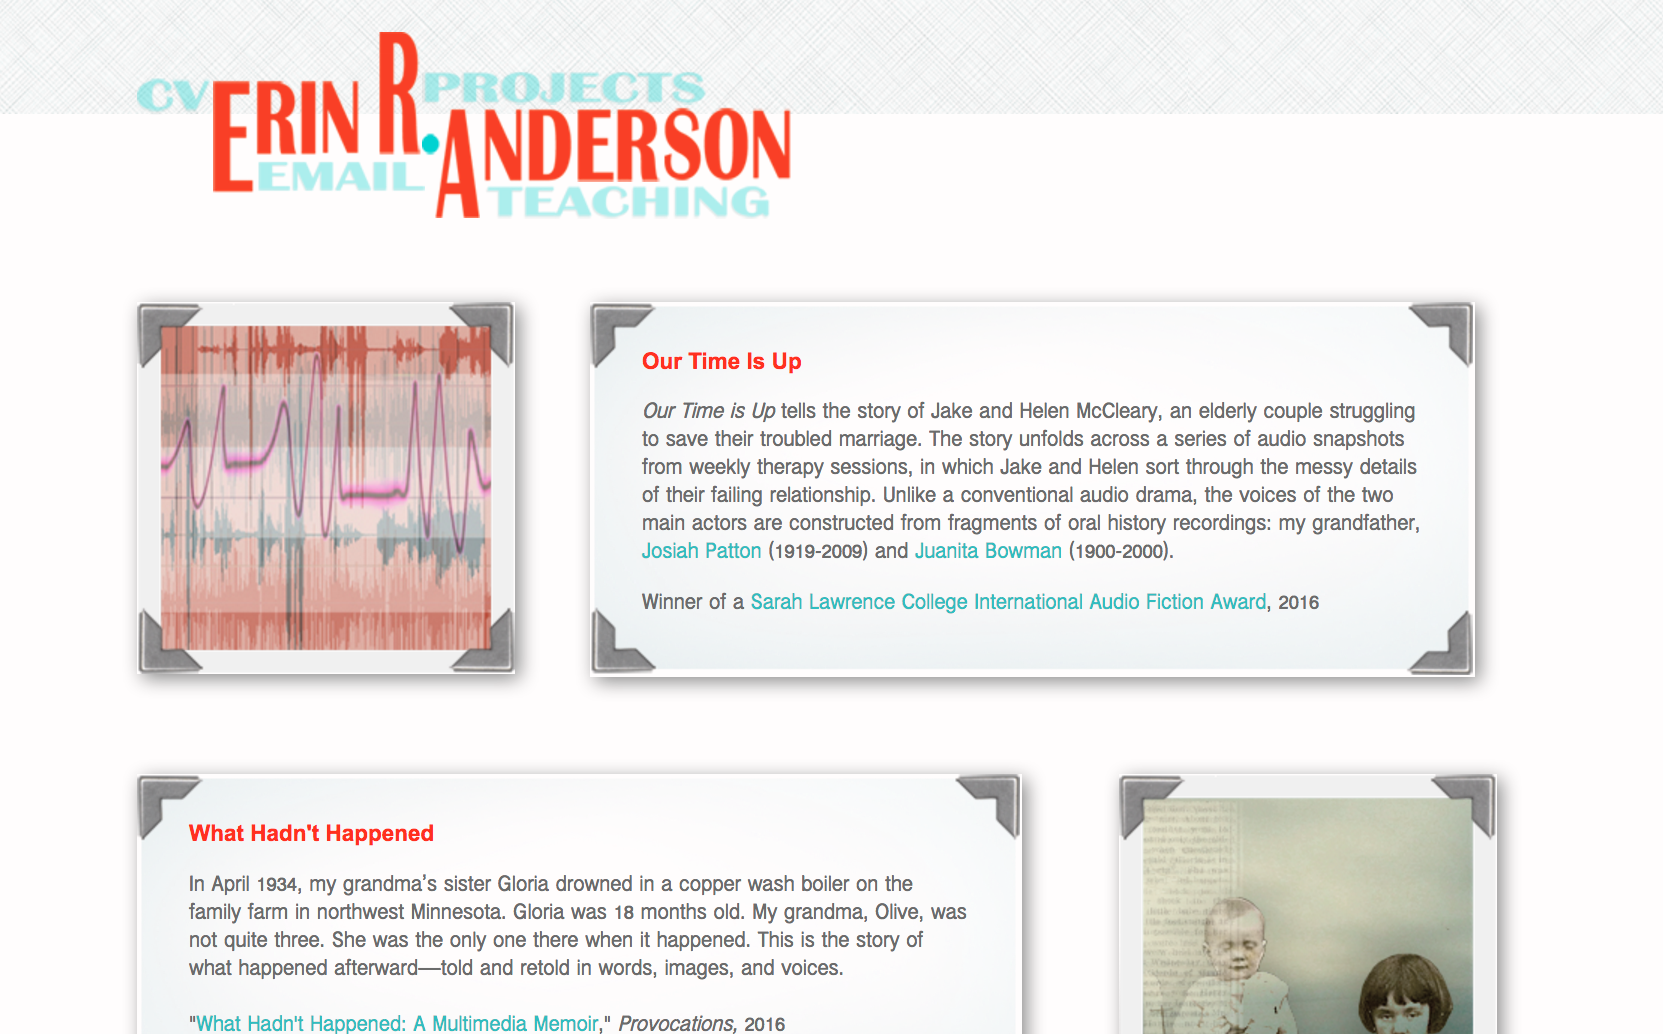 CV
PROJECTS
ERIN R. ANDERSON
EMAIL
TEACHING
Our Time Is Up
Our Time is Up tells the story of Jake and Helen McCleary, an elderly couple struggling
to save their troubled marriage. The story unfolds across a series of audio snapshots
from weekly therapy sessions, in which Jake and Helen sort through the messy details
of their failing relationship. Unlike a conventional audio drama, the voices of the two
main actors are constructed from fragments of oral history recordings: my grandfather,
Josiah Patton (1919-2009) and Juanita Bowman (1900-2000).
Winner of a Sarah Lawrence College International Audio Fiction Award, 2016
What Hadn't Happened
In April 1934, my grandma’s sister Gloria drowned in a copper wash boiler on the
family farm in northwest Minnesota. Gloria was 18 months old. My grandma, Olive, was
not quite three. She was the only one there when it happened. This is the story of
what happened afterward—told and retold in words, images, and voices.
"What Hadn't Happened: A Multimedia Memoir," Provocations, 2016